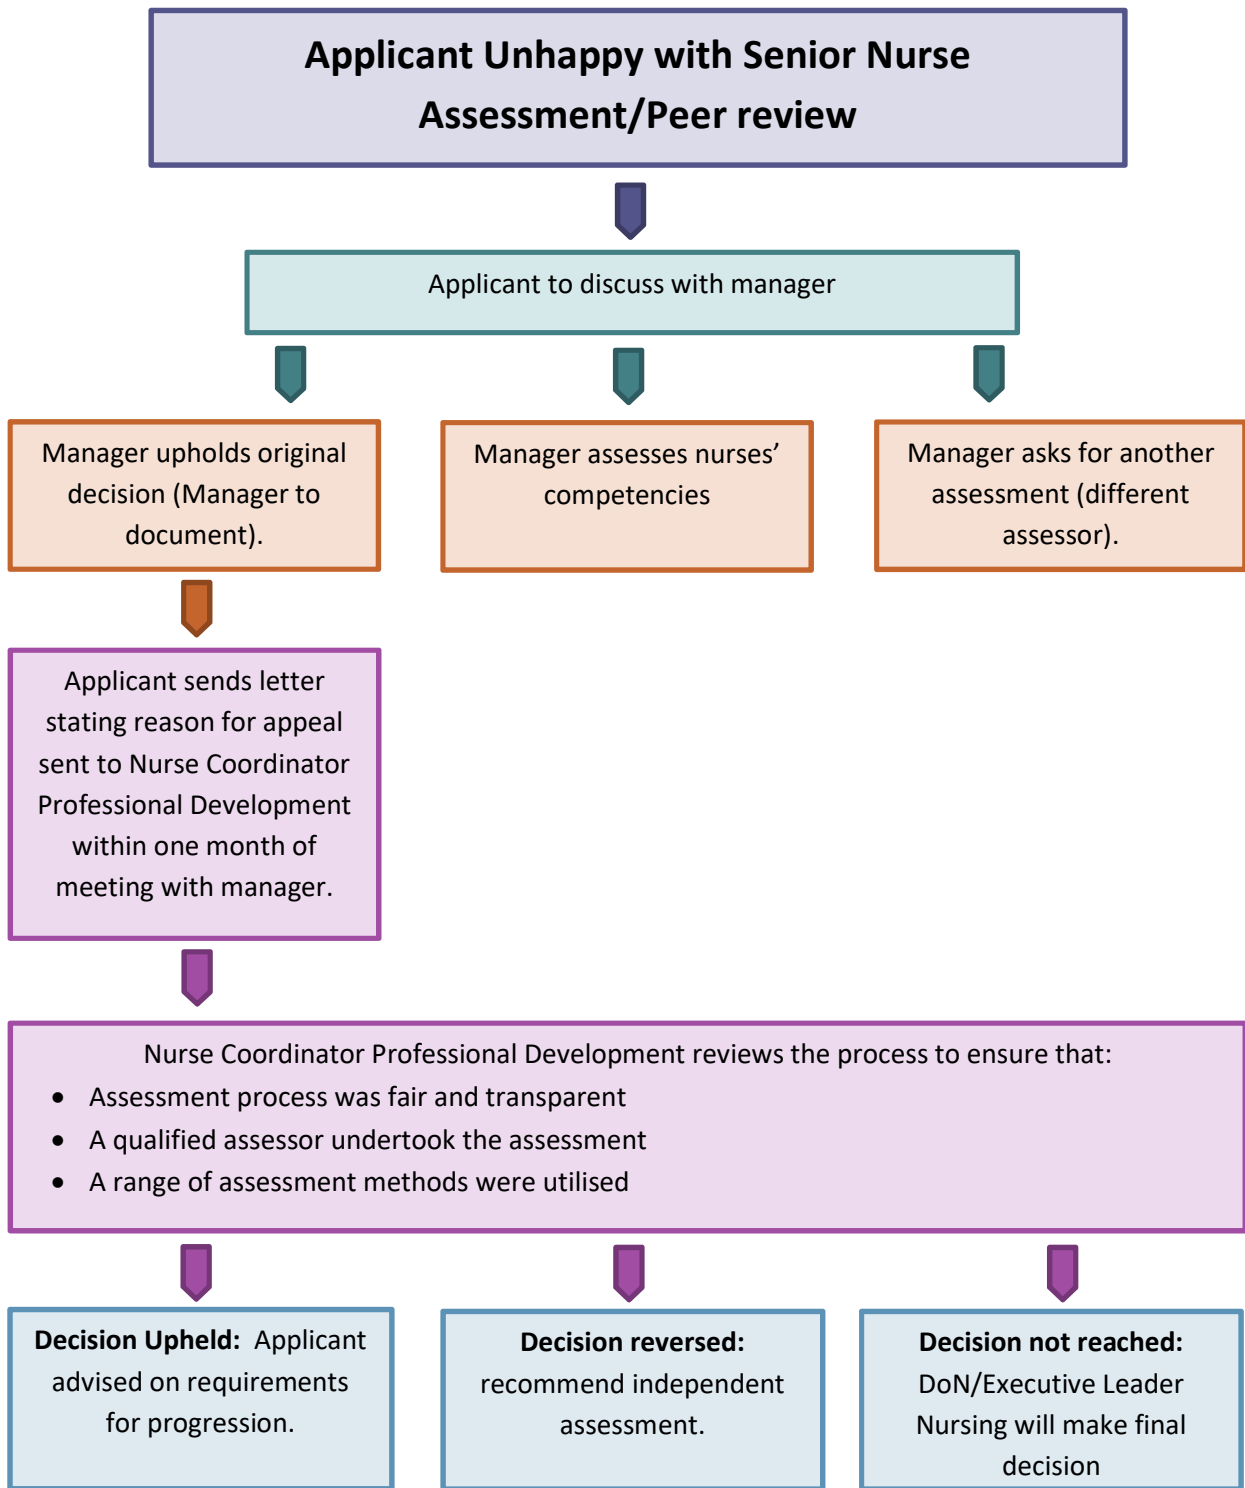 Applicant Unhappy with Senior Nurse
Assessment/Peer review
Applicant to discuss with manager
Manager upholds original
decision (Manager to
document).
Manager assesses nurses’
competencies
Manager asks for another
assessment (different
assessor).
Applicant sends letter
stating reason for appeal
sent to Nurse Coordinator
Professional Development
within one month of
meeting with manager.
Nurse Coordinator Professional Development reviews the process to ensure that:
• Assessment process was fair and transparent
• A qualified assessor undertook the assessment
• A range of assessment methods were utilised
Decision Upheld: Applicant
advised on requirements
for progression.
Decision reversed:
recommend independent
assessment.
Decision not reached:
DoN/Executive Leader
Nursing will make final
decision